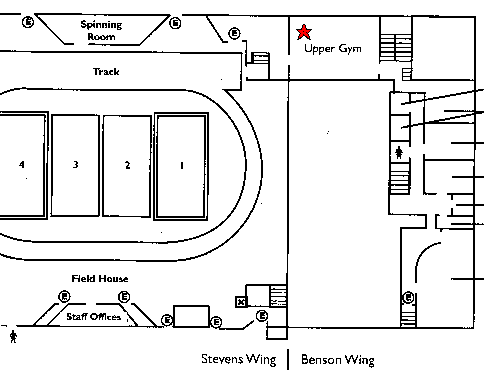 E
E
Spinning
Room
E
Upper Gym
Track
4
3
2
1
Field House
E
E
E
Staff Offices
E
E
E
X
Stevens Wing
Benson Wing